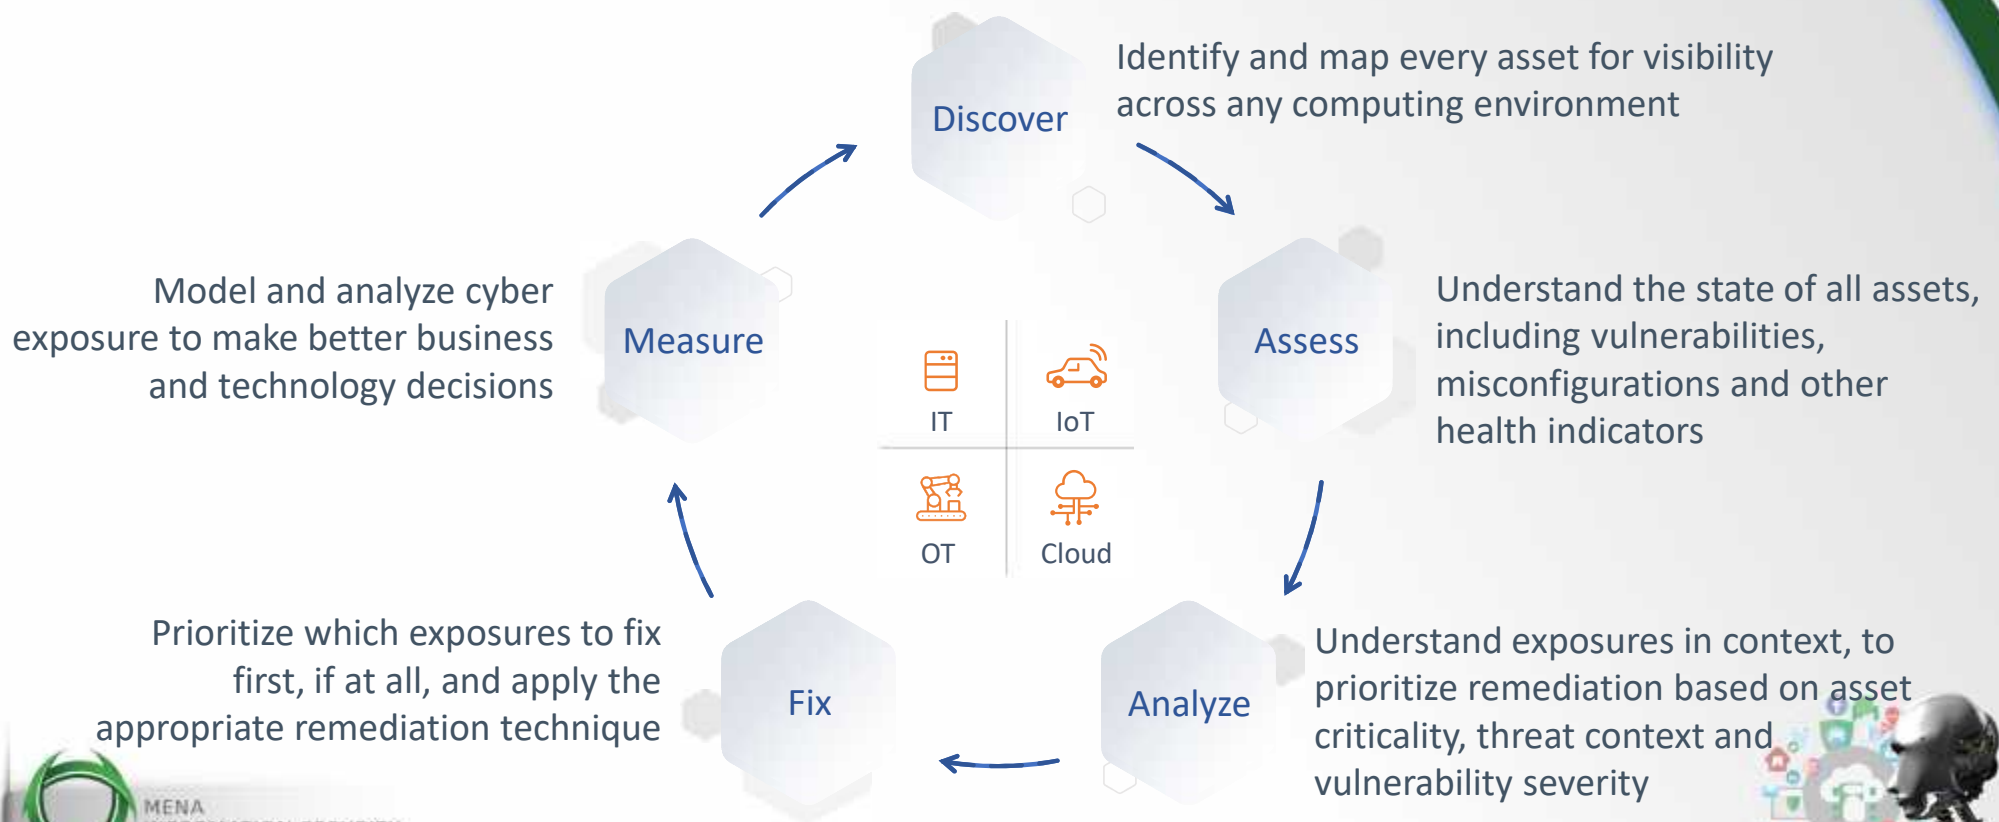 Discover
Identify and map every asset for visibility
across any computing environment
Assess
Understand the state of all assets,
including vulnerabilities,
misconfigurations and other
health indicators
Analyze
Understand exposures in context, to
prioritize remediation based on asset
criticality, threat context and
vulnerability severity
Fix
Prioritize which exposures to fix
first, if at all, and apply the
appropriate remediation technique
Measure
Model and analyze cyber
exposure to make better business
and technology decisions
IT
IoT
OT
Cloud
MENA